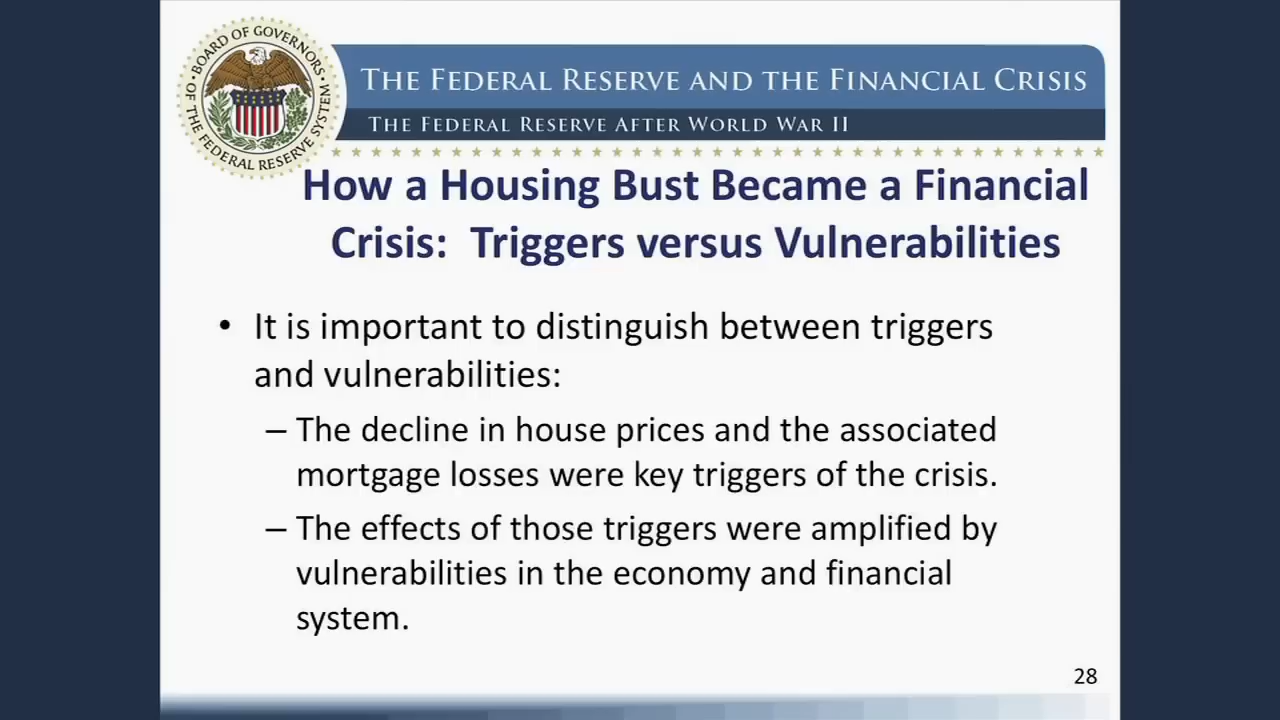 BOARD OF GOVERNORS
OF THE FEDERAL RESERVE SYSTEM
THE FEDERAL RESERVE AND THE FINANCIAL CRISIS
THE FEDERAL RESERVE AFTER WORLD WAR II
How a Housing Bust Became a Financial
Crisis: Triggers versus Vulnerabilities
• It is important to distinguish between triggers
and vulnerabilities:
– The decline in house prices and the associated
mortgage losses were key triggers of the crisis.
– The effects of those triggers were amplified by
vulnerabilities in the economy and financial
system.
28